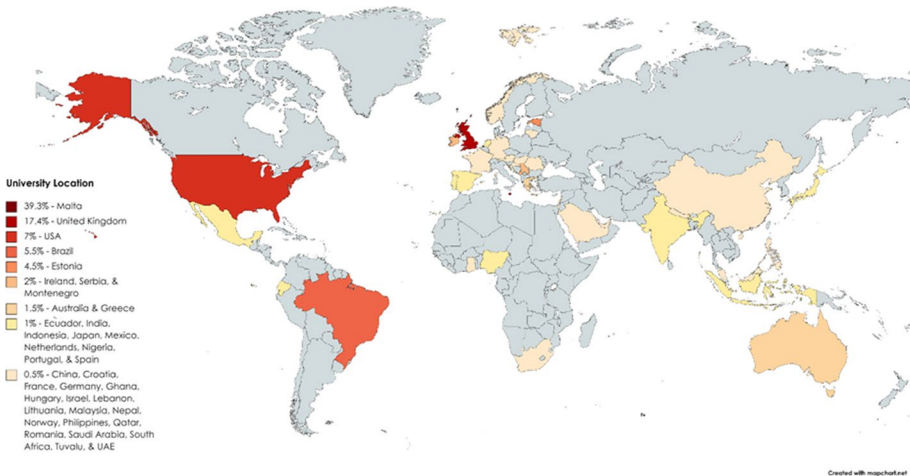 University Location
39.3% - Malta
17.4% - United Kingdom
7% - USA
5.5% - Brazil
4.5% - Estonia
2% - Ireland, Serbia, &
Montenegro
1.5% - Australia & Greece
1% - Ecuador, India,
Indonesia, Japan, Mexico,
Netherlands, Nigeria,
Portugal, & Spain
0.5% - China, Croatia,
France, Germany, Ghana,
Hungary, Israel, Lebanon,
Lithuania, Malaysia, Nepal,
Norway, Philippines, Qatar,
Romania, Saudi Arabia, South
Africa, Tuvalu, & UAE
Created with mapchart.net